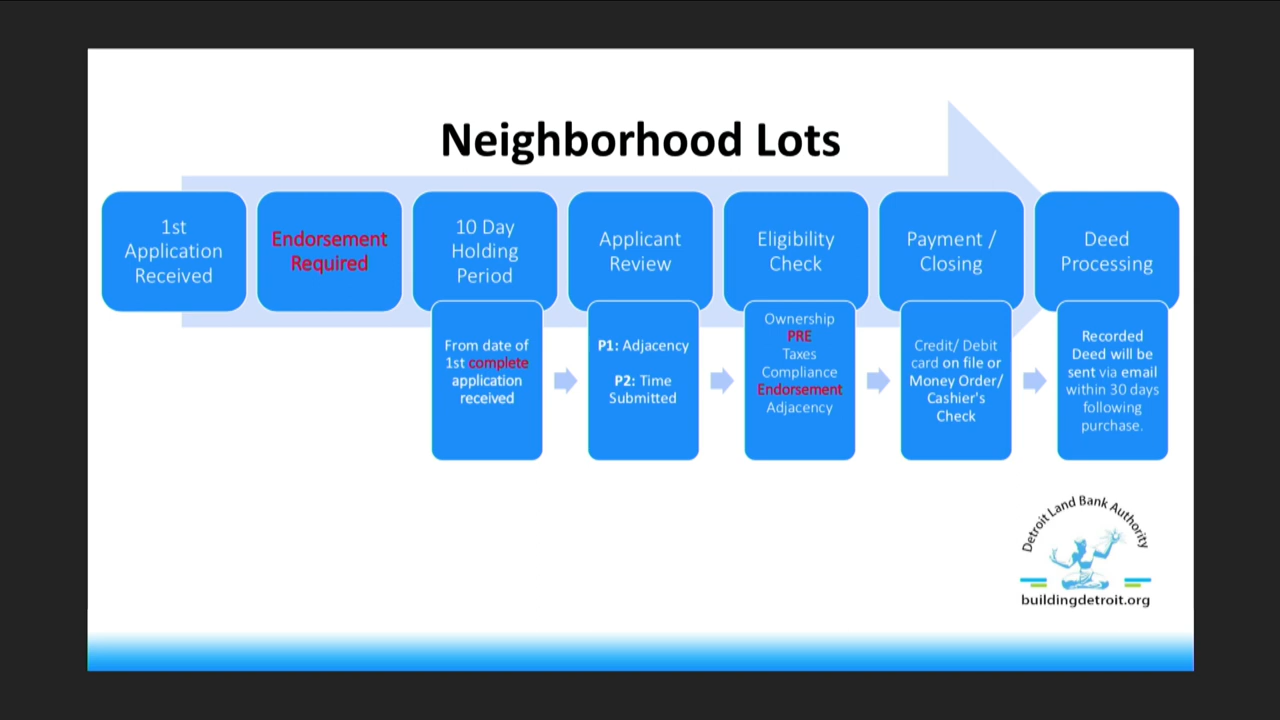 Neighborhood Lots
1st
Application
Received
Endorsement
Required
10 Day
Holding
Period
Applicant
Review
Eligibility
Check
Payment /
Closing
Deed
Processing
From date of
1st complete
application
received
P1: Adjacency
P2: Time
Submitted
Ownership
PRE
Taxes
Compliance
Endorsement
Adjacency
Credit/ Debit
card on file or
Money Order/
Cashier's
Check
Recorded
Deed will be
sent via email
within 30 days
following
purchase.
Detroit Land Bank Authority
buildingdetroit.org